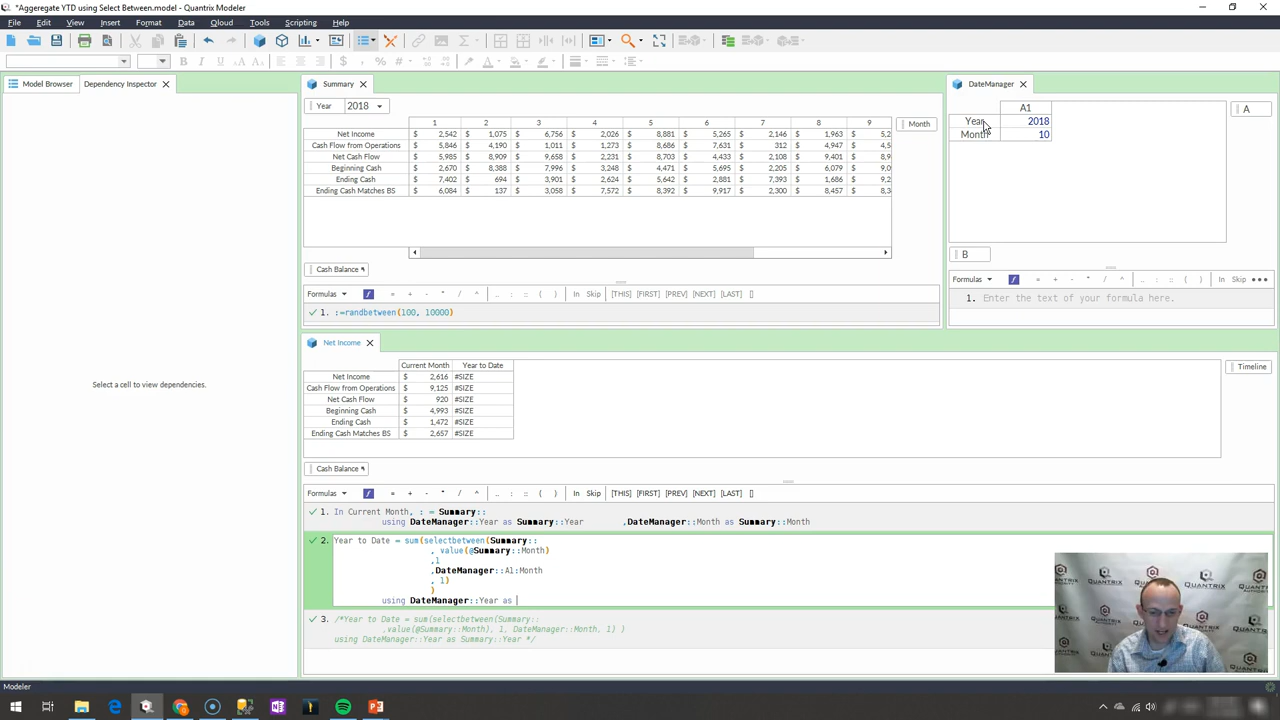 *Aggregate YTD using Select Between.model - Quantrix Modeler
File Edit View Insert Format Data Qloud Tools Scripting Help
Model Browser Dependency Inspector
Select a cell to view dependencies.
Summary
Year 2018
1 2 3 4 5 6 7 8 9
Month
Net Income $ 2,542 $ 1,075 $ 6,756 $ 2,026 $ 8,881 $ 5,265 $ 2,146 $ 1,963 $ 5,2
Cash Flow from Operations $ 5,846 $ 4,190 $ 1,011 $ 1,273 $ 8,686 $ 7,631 $ 312 $ 4,947 $ 4,5
Net Cash Flow $ 5,985 $ 8,909 $ 9,658 $ 2,231 $ 8,703 $ 4,433 $ 2,108 $ 9,401 $ 8,9
Beginning Cash $ 2,670 $ 8,388 $ 7,996 $ 3,248 $ 4,471 $ 5,695 $ 2,205 $ 6,079 $ 9,0
Ending Cash $ 7,402 $ 694 $ 3,901 $ 2,624 $ 5,642 $ 2,881 $ 7,393 $ 1,686 $ 9,2
Ending Cash Matches BS $ 6,084 $ 137 $ 3,058 $ 7,572 $ 8,392 $ 9,917 $ 2,300 $ 8,457 $ 8,3
Cash Balance
Formulas = + - * / ^ .. : :: ( ) In Skip [THIS] [FIRST] [PREV] [NEXT] [LAST] []
1. :=randbetween(100, 10000)
DateManager
A1
A
Year 2018
Month 10
B
Formulas = + - * / ^ .. : :: ( ) In Skip
1. Enter the text of your formula here.
Net Income
Current Month Year to Date
Timeline
Net Income $ 2,616 #SIZE
Cash Flow from Operations $ 9,125 #SIZE
Net Cash Flow $ 920 #SIZE
Beginning Cash $ 4,993 #SIZE
Ending Cash $ 1,472 #SIZE
Ending Cash Matches BS $ 2,657 #SIZE
Cash Balance
Formulas = + - * / ^ .. : :: ( ) In Skip [THIS] [FIRST] [PREV] [NEXT] [LAST] []
1. In Current Month, : = Summary::
using DateManager::Year as Summary::Year ,DateManager::Month as Summary::Month
2. Year to Date = sum(selectbetween(Summary::
, value(@Summary::Month)
,1
,DateManager::A1:Month
, 1)
)
using DateManager::Year as
3. /*Year to Date = sum(selectbetween(Summary::
,value(@Summary::Month), 1, DateManager::Month, 1) )
using DateManager::Year as Summary::Year */
Modeler